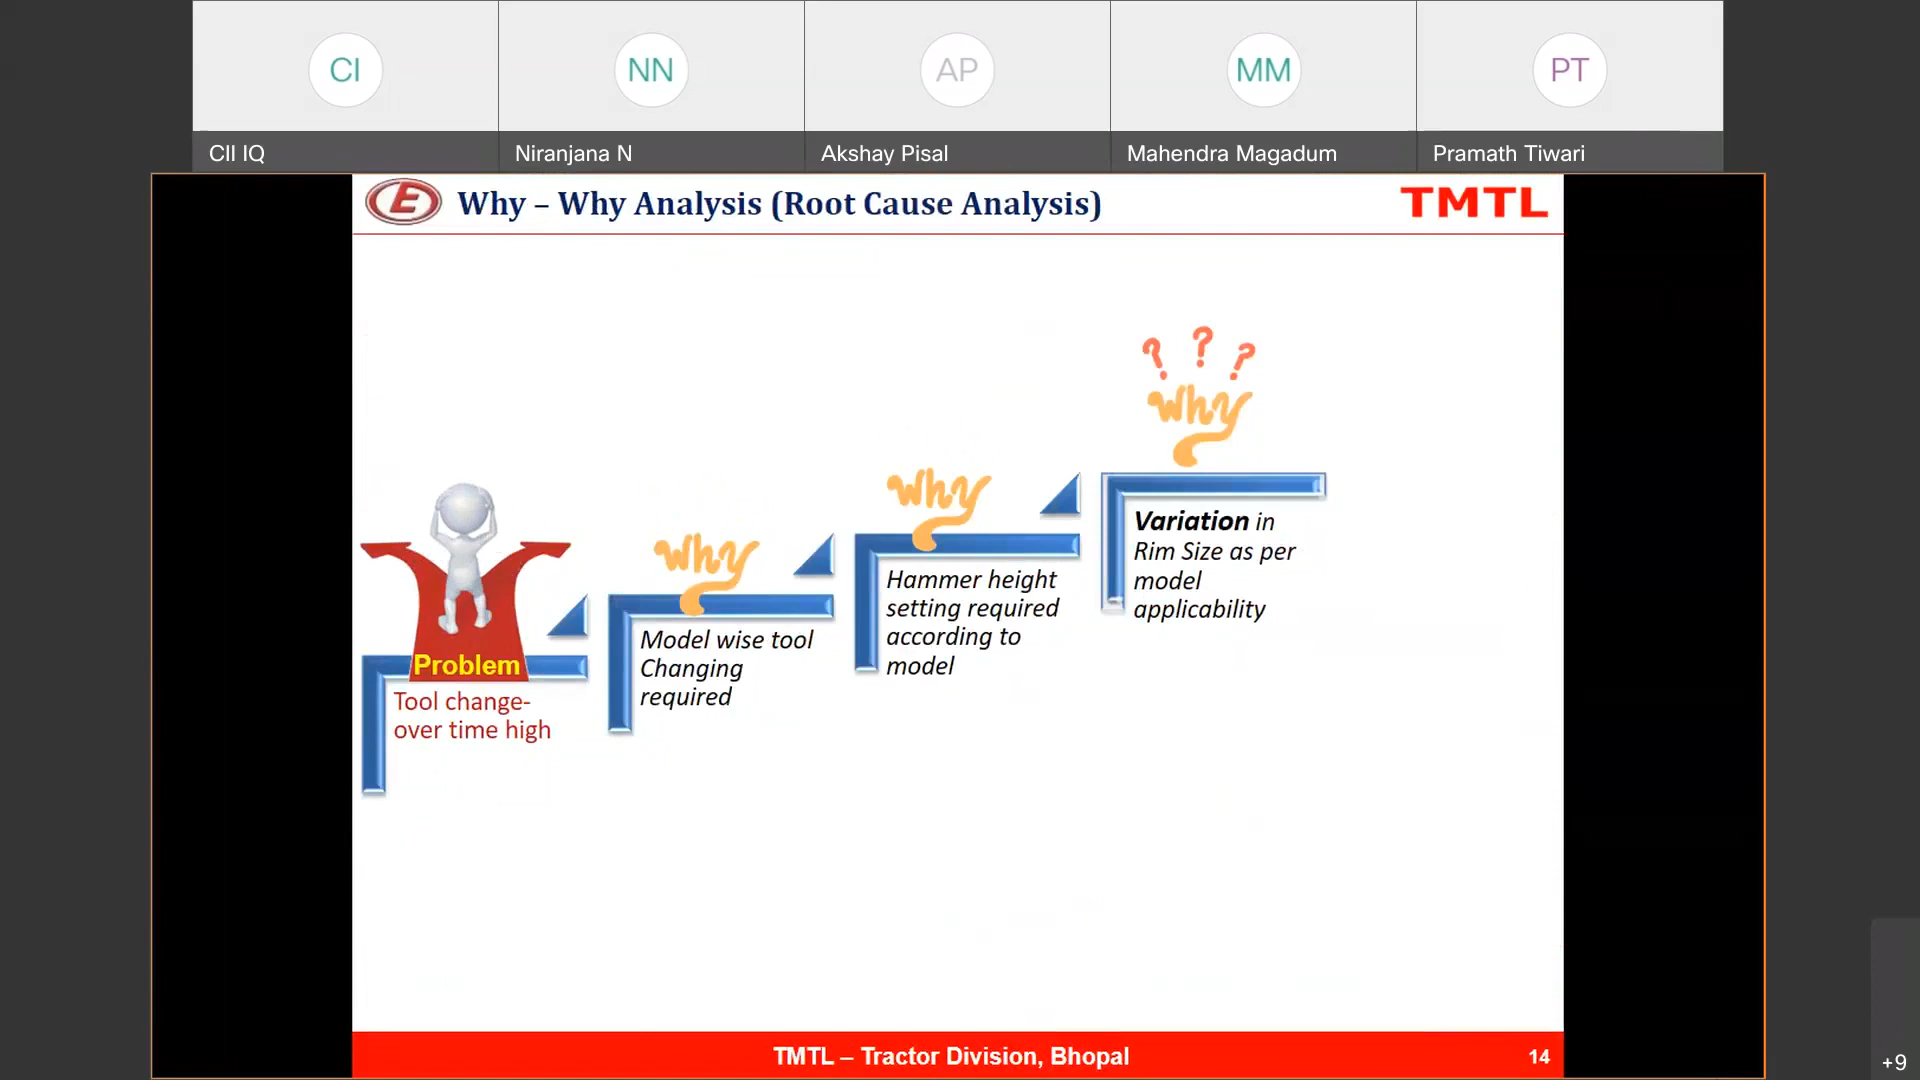 CI
NN
AP
MM
PT
CII IQ
Niranjana N
Akshay Pisal
Mahendra Magadum
Pramath Tiwari
E
Why – Why Analysis (Root Cause Analysis)
TMTL
? ? ?
Why
Why
Why
Problem
Tool change-
over time high
Model wise tool
Changing
required
Hammer height
setting required
according to
model
Variation in
Rim Size as per
model
applicability
TMTL – Tractor Division, Bhopal
14
+9